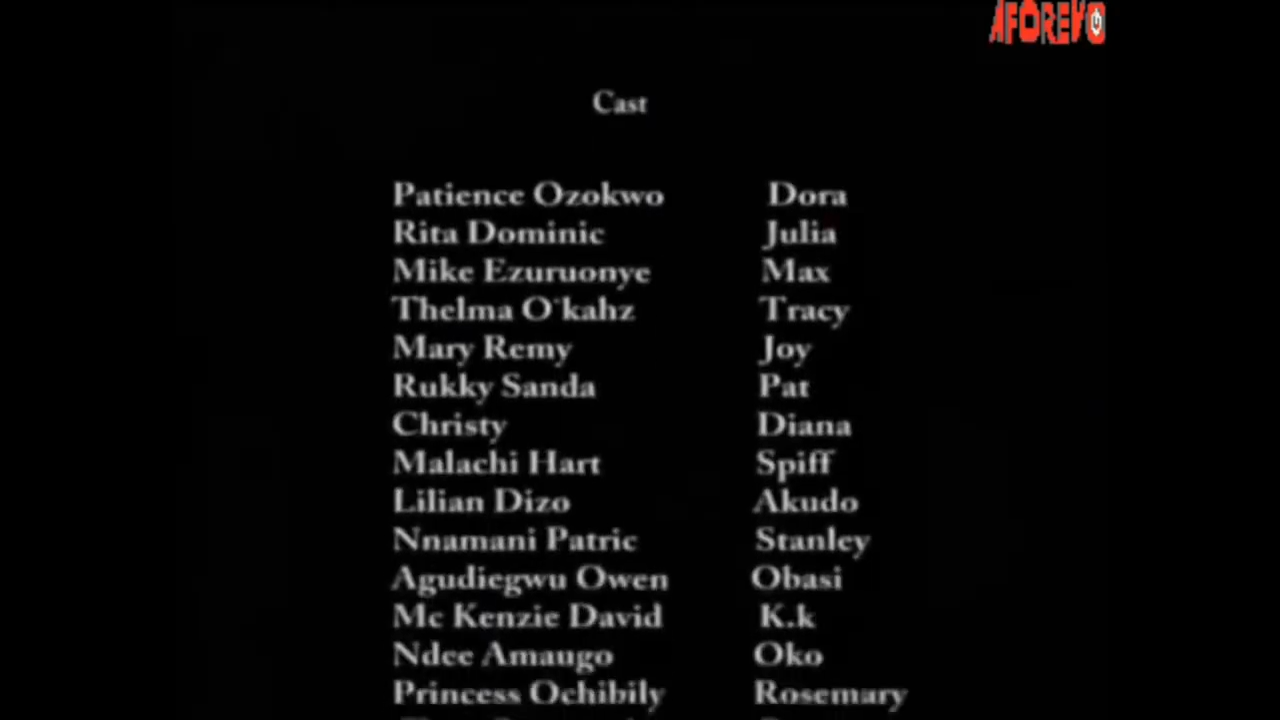 AFOREVO
Cast
Patience Ozokwo Dora
Rita Dominic Julia
Mike Ezuruonye Max
Thelma O'kahz Tracy
Mary Remy Joy
Rukky Sanda Pat
Christy Diana
Malachi Hart Spiff
Lilian Dizo Akudo
Nnamani Patric Stanley
Agudiegwu Owen Obasi
Mc Kenzie David K.k
Ndee Amaugo Oko
Princess Ochibily Rosemary